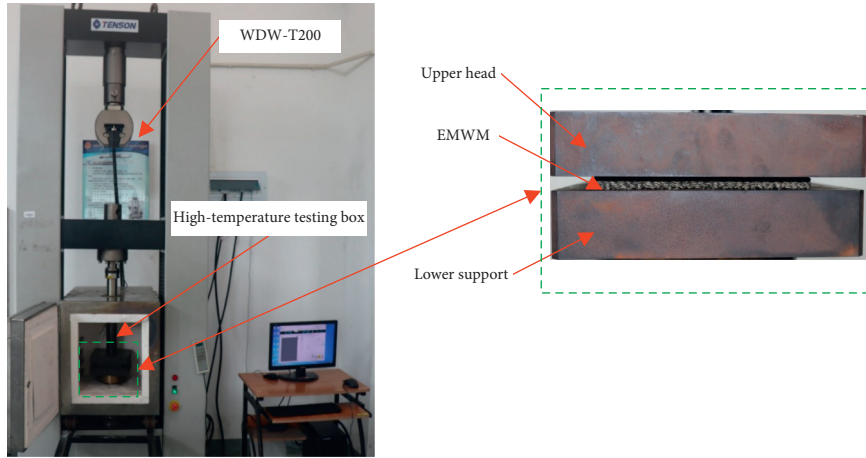 TENSON
WDW-T200
Upper head
EMWM
High-temperature testing box
Lower support